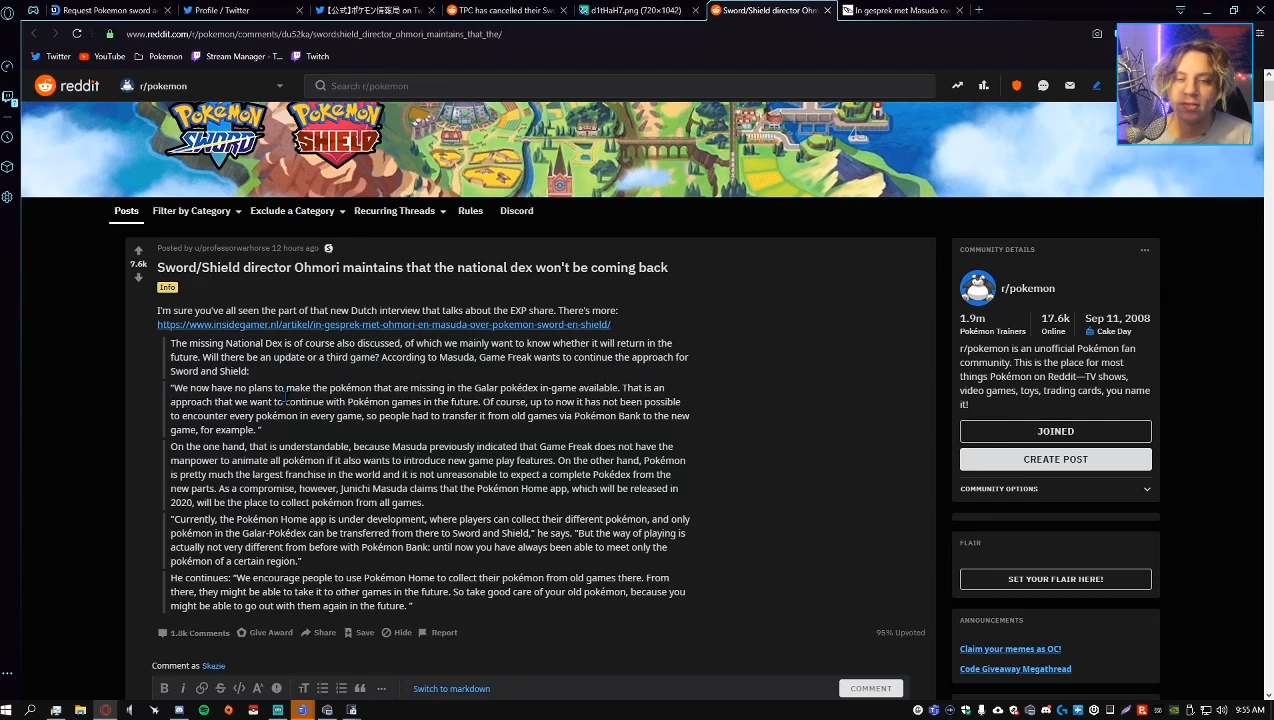 Request Pokemon sword an
Profile / Twitter
【公式】ポケモン情報局 on Tw
TPC has cancelled their Sw
d1tHaH7.png (720×1042)
Sword/Shield director Ohm
In gesprek met Masuda ov
www.reddit.com/r/pokemon/comments/du52ka/swordshield_director_ohmori_maintains_that_the/
Twitter
YouTube
Pokemon
Stream Manager - T...
Twitch
reddit
r/pokemon
Search r/pokemon
POKéMON SWORD
POKéMON SHIELD
Posts
Filter by Category
Exclude a Category
Recurring Threads
Rules
Discord
Posted by u/professorwarhorse 12 hours ago
7.6k
Sword/Shield director Ohmori maintains that the national dex won't be coming back
Info
I'm sure you've all seen the part of that new Dutch interview that talks about the EXP share. There's more:
https://www.insidegamer.nl/artikel/in-gesprek-met-ohmori-en-masuda-over-pokemon-sword-en-shield/
The missing National Dex is of course also discussed, of which we mainly want to know whether it will return in the
future. Will there be an update or a third game? According to Masuda, Game Freak wants to continue the approach for
Sword and Shield:
"We now have no plans to make the pokémon that are missing in the Galar pokédex in-game available. That is an
approach that we want to continue with Pokémon games in the future. Of course, up to now it has not been possible
to encounter every pokémon in every game, so people had to transfer it from old games via Pokémon Bank to the new
game, for example. "
On the one hand, that is understandable, because Masuda previously indicated that Game Freak does not have the
manpower to animate all pokémon if it also wants to introduce new game play features. On the other hand, Pokémon
is pretty much the largest franchise in the world and it is not unreasonable to expect a complete Pokédex from the
new parts. As a compromise, however, Junichi Masuda claims that the Pokémon Home app, which will be released in
2020, will be the place to collect pokémon from all games.
"Currently, the Pokémon Home app is under development, where players can collect their different pokémon, and only
pokémon in the Galar-Pokédex can be transferred from there to Sword and Shield," he says. "But the way of playing is
actually not very different from before with Pokémon Bank: until now you have always been able to meet only the
pokémon of a certain region."
He continues: "We encourage people to use Pokémon Home to collect their pokémon from old games there. From
there, they might be able to take it to other games in the future. So take good care of your old pokémon, because you
might be able to go out with them again in the future. "
1.8k Comments
Give Award
Share
Save
Hide
Report
95% Upvoted
Comment as Skazie
Switch to markdown
COMMENT
COMMUNITY DETAILS
r/pokemon
1.9m
17.6k
Sep 11, 2008
Pokémon Trainers
Online
Cake Day
r/pokemon is an unofficial Pokémon fan
community. This is the place for most
things Pokémon on Reddit—TV shows,
video games, toys, trading cards, you name
it!
JOINED
CREATE POST
COMMUNITY OPTIONS
FLAIR
SET YOUR FLAIR HERE!
ANNOUNCEMENTS
Claim your memes as OC!
Code Giveaway Megathread
9:55 AM